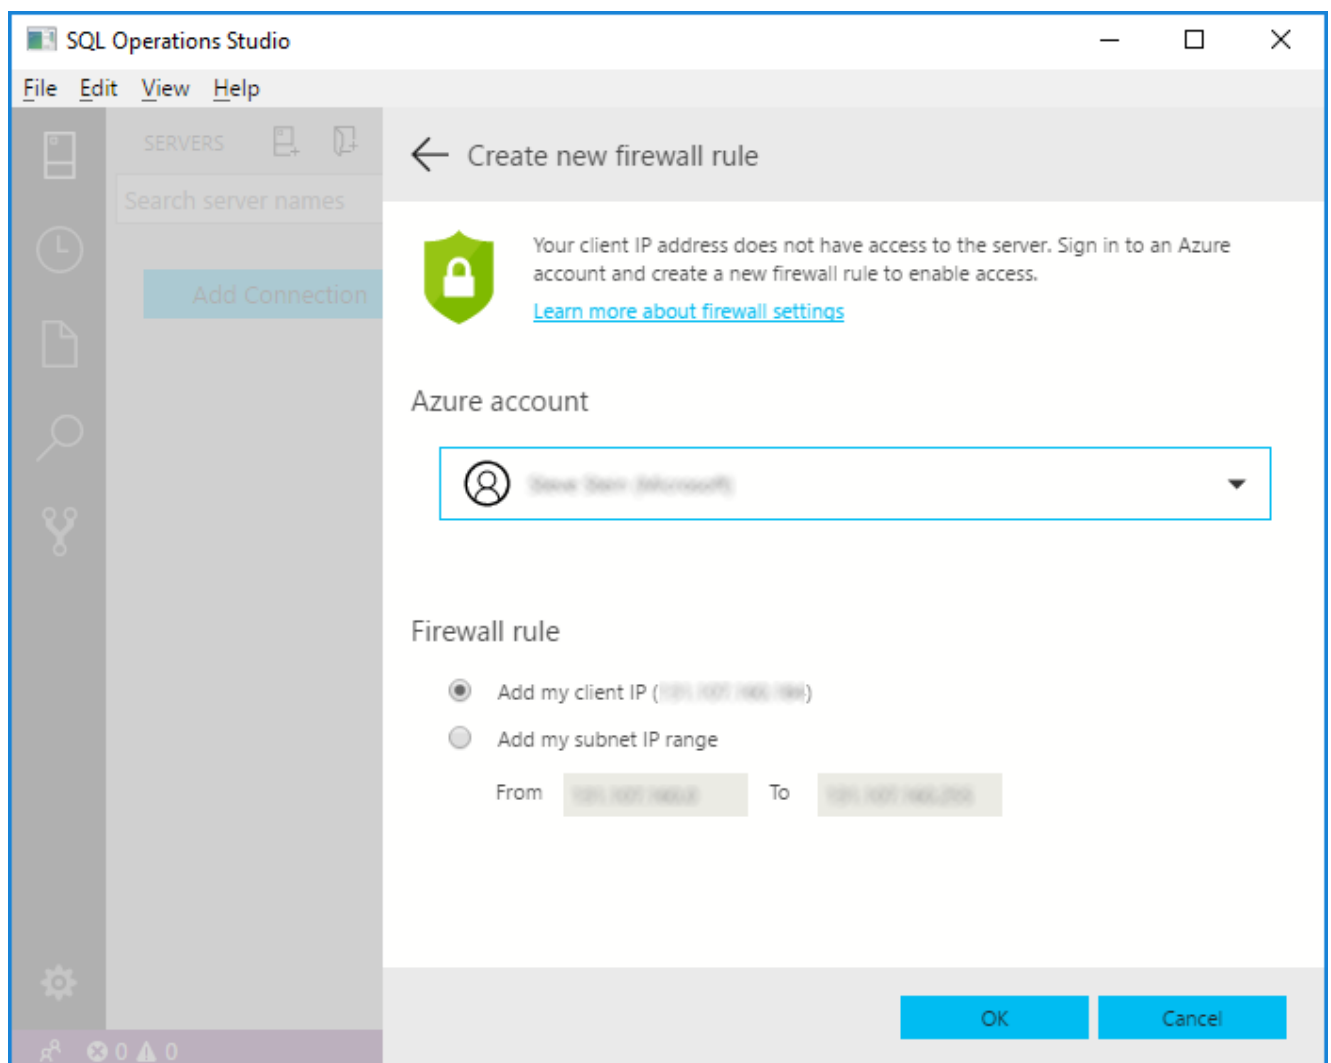 SQL Operations Studio
File Edit View Help
SERVERS
Search server names
Add Connection
Create new firewall rule
Your client IP address does not have access to the server. Sign in to an Azure
account and create a new firewall rule to enable access.
Learn more about firewall settings
Azure account
Firewall rule
Add my client IP ( )
Add my subnet IP range
From To
OK Cancel
0 0